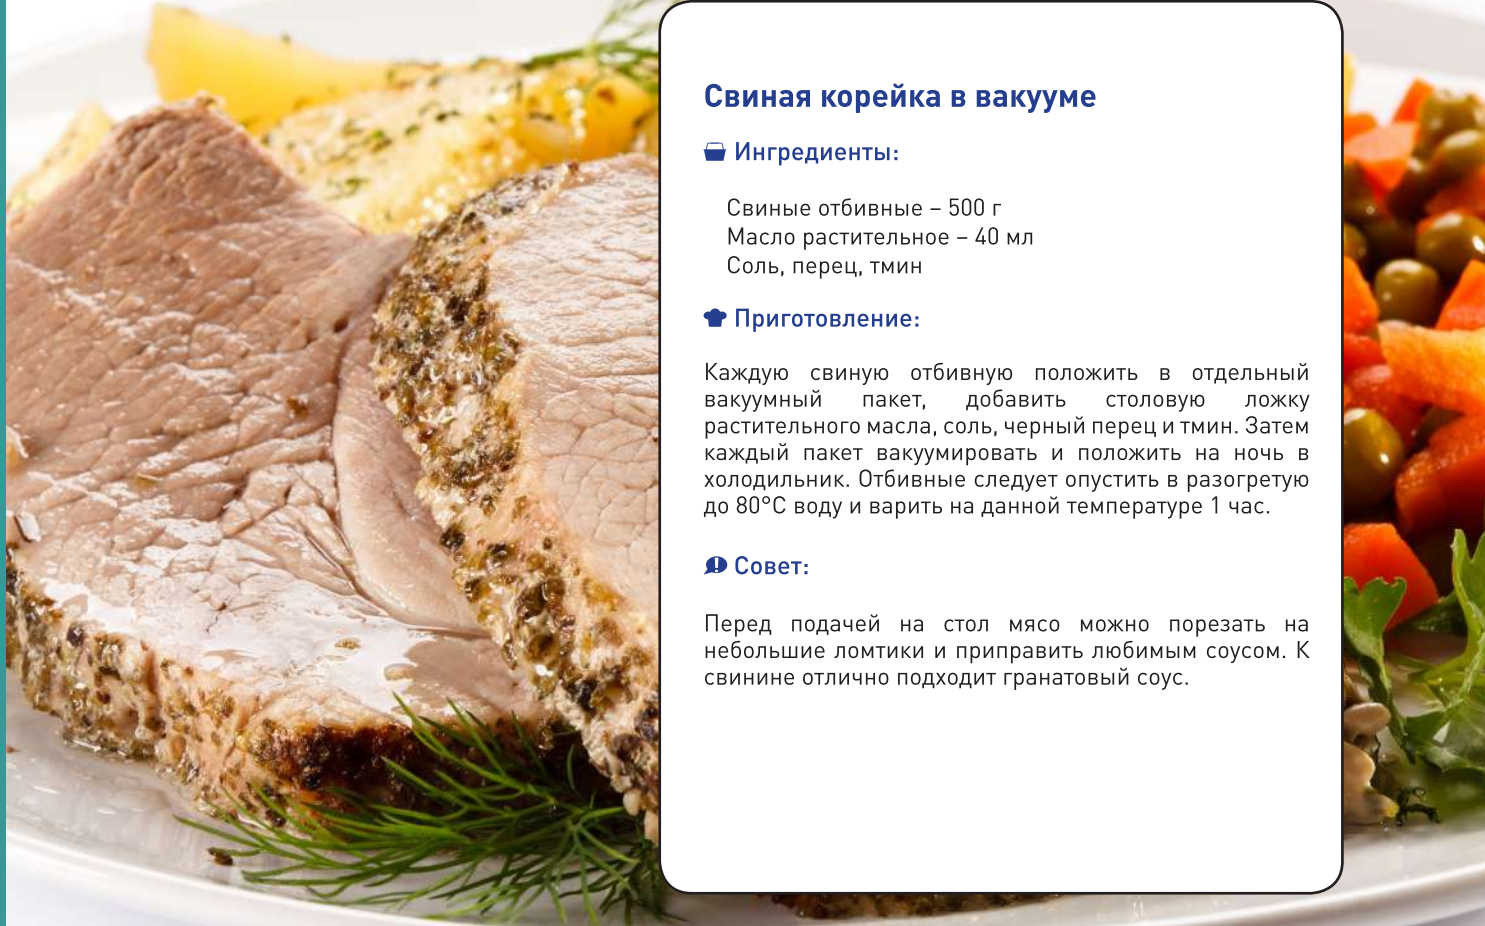 Свиная корейка в вакууме
Ингредиенты:
Свиные отбивные – 500 г
Масло растительное – 40 мл
Соль, перец, тмин
Приготовление:
Каждую свиную отбивную положить в отдельный
вакуумный пакет, добавить столовую ложку
растительного масла, соль, черный перец и тмин. Затем
каждый пакет вакуумировать и положить на ночь в
холодильник. Отбивные следует опустить в разогретую
до 80°С воду и варить на данной температуре 1 час.
Совет:
Перед подачей на стол мясо можно порезать на
небольшие ломтики и приправить любимым соусом. К
свинине отлично подходит гранатовый соус.